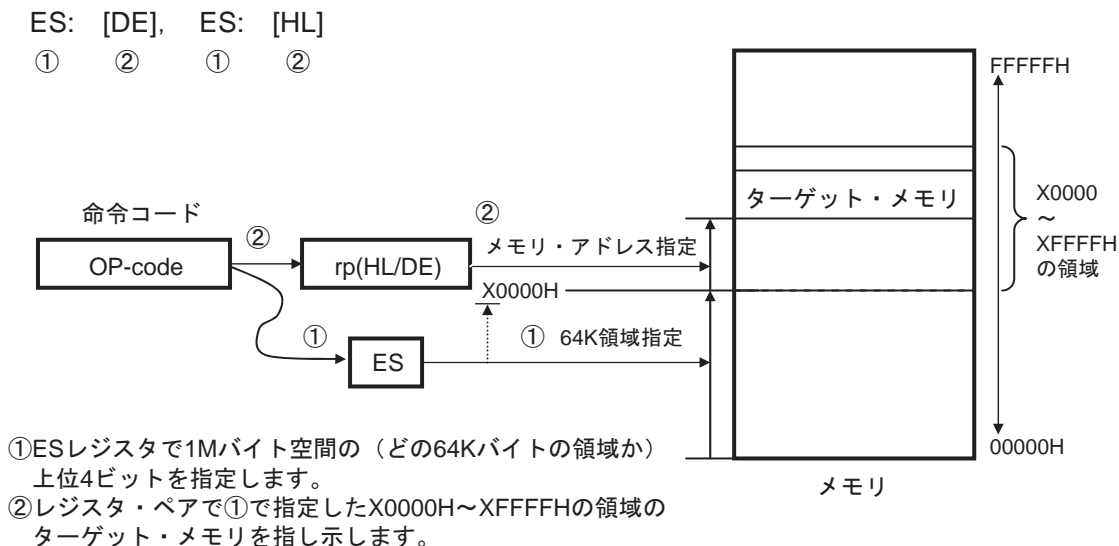 ES: [DE], ES: [HL]
① ② ① ②
FFFFFH
ターゲット・メモリ
X0000
～
XFFFFH
の領域
命令コード
OP-code
②
rp(HL/DE)
②
メモリ・アドレス指定
X0000H
①
ES
① 64K領域指定
00000H
メモリ
①ESレジスタで1Mバイト空間の（どの64Kバイトの領域か）
上位4ビットを指定します。
②レジスタ・ペアで①で指定したX0000H～XFFFFHの領域の
ターゲット・メモリを指し示します。